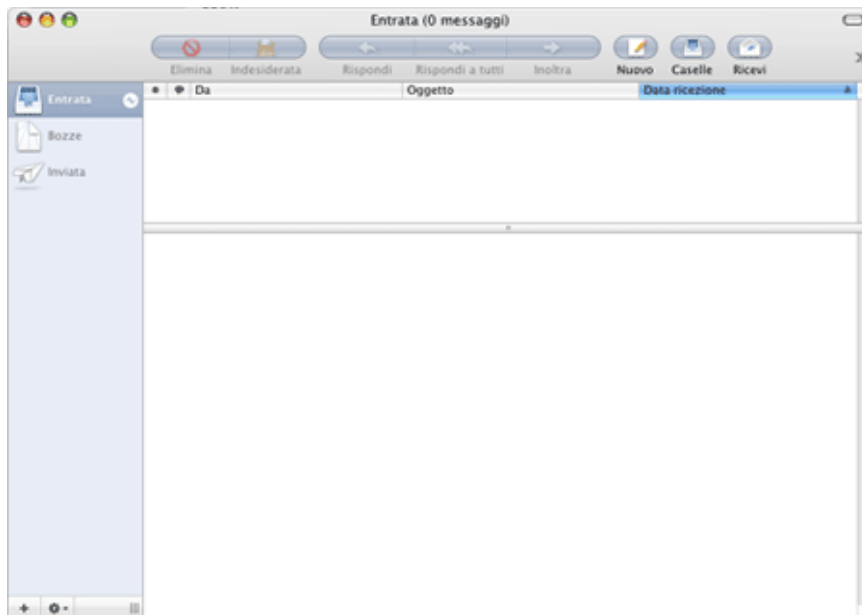 Entrata (0 messaggi)
Elimina Indesiderata Rispondi Rispondi a tutti Inoltra Nuovo Caselle Ricevi
Da Oggetto Data ricezione
Entrata
Bozze
Inviata